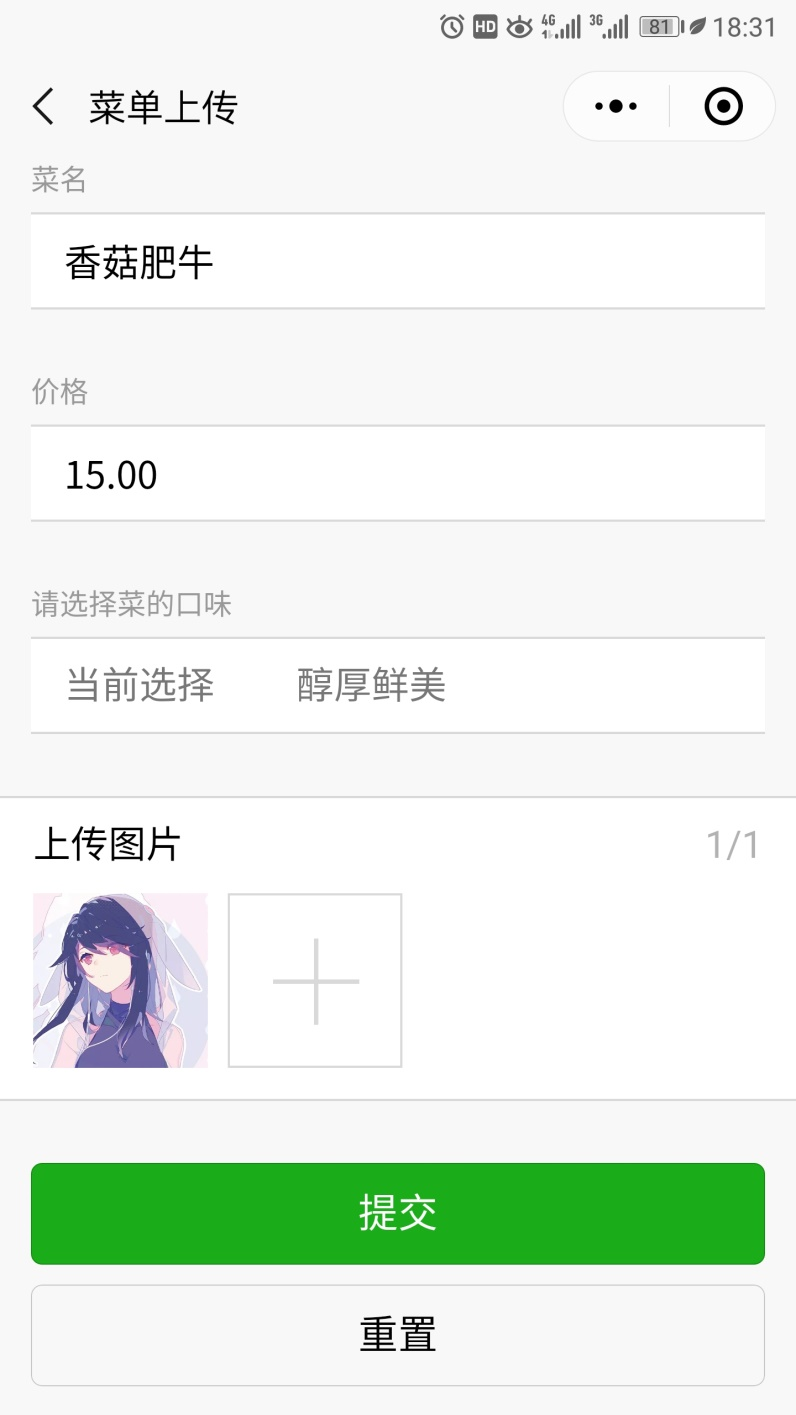 HD 4G 3G 81 18:31
菜单上传
菜名
香菇肥牛
价格
15.00
请选择菜的口味
当前选择 醇厚鲜美
上传图片 1/1
提交
重置